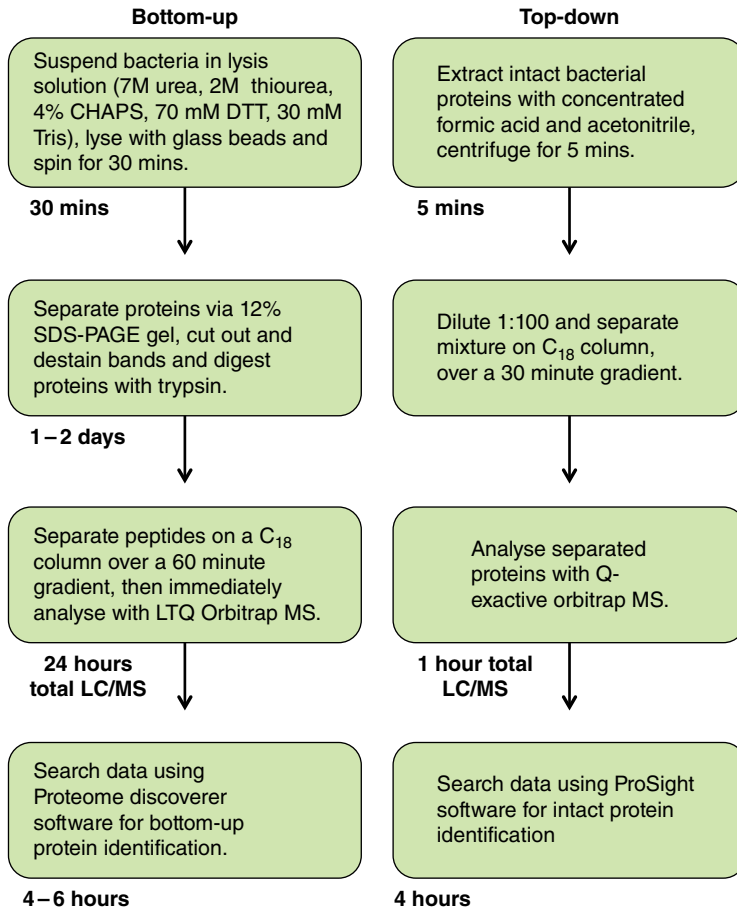 Bottom-up
Suspend bacteria in lysis
solution (7M urea, 2M thiourea,
4% CHAPS, 70 mM DTT, 30 mM
Tris), lyse with glass beads and
spin for 30 mins.
30 mins
Separate proteins via 12%
SDS-PAGE gel, cut out and
destain bands and digest
proteins with trypsin.
1–2 days
Separate peptides on a C18
column over a 60 minute
gradient, then immediately
analyse with LTQ Orbitrap MS.
24 hours
total LC/MS
Search data using
Proteome discoverer
software for bottom-up
protein identification.
4–6 hours
Top-down
Extract intact bacterial
proteins with concentrated
formic acid and acetonitrile,
centrifuge for 5 mins.
5 mins
Dilute 1:100 and separate
mixture on C18 column,
over a 30 minute gradient.
Analyse separated
proteins with Q-
exactive orbitrap MS.
1 hour total
LC/MS
Search data using ProSight
software for intact protein
identification
4 hours